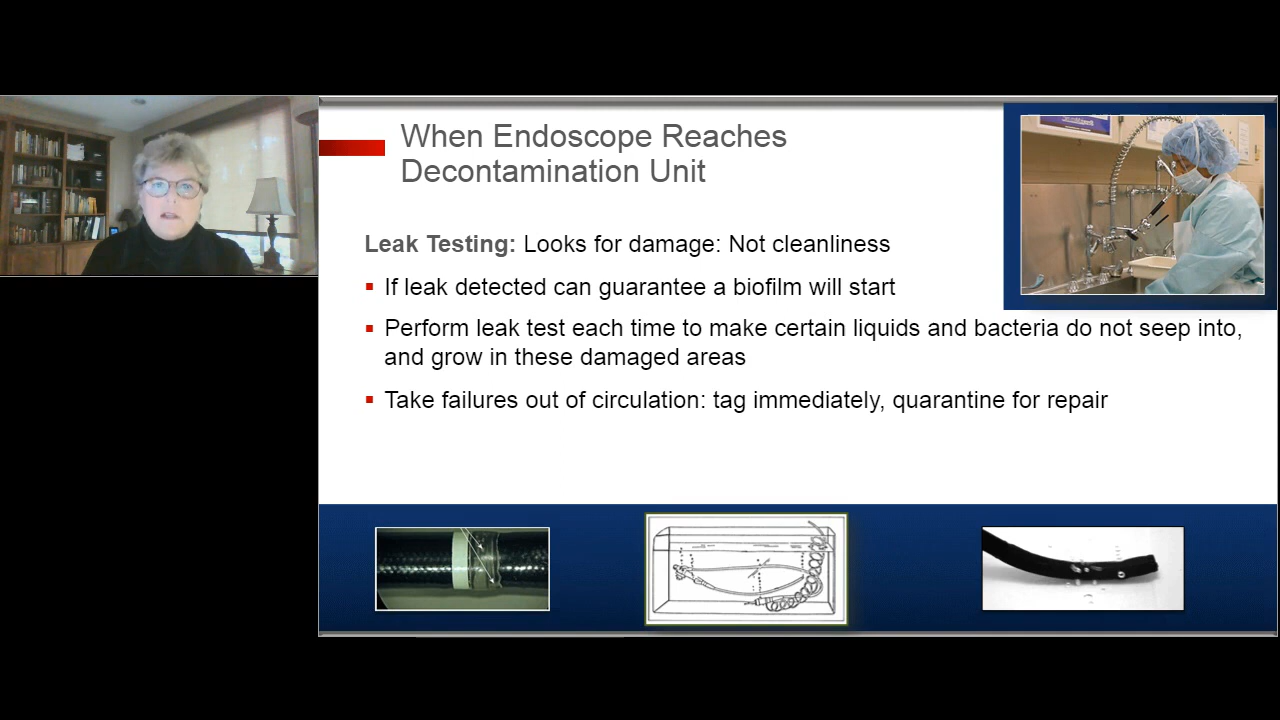 When Endoscope Reaches
Decontamination Unit
Leak Testing: Looks for damage: Not cleanliness
▪ If leak detected can guarantee a biofilm will start
▪ Perform leak test each time to make certain liquids and bacteria do not seep into,
and grow in these damaged areas
▪ Take failures out of circulation: tag immediately, quarantine for repair